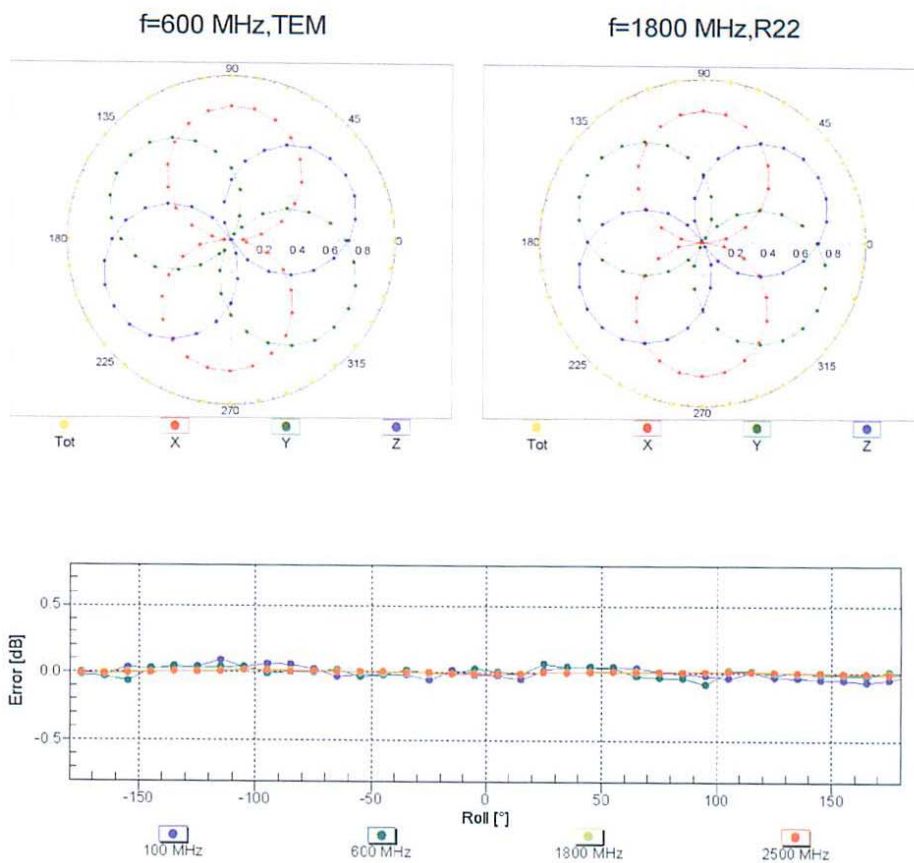 f=600 MHz,TEM
f=1800 MHz,R22
90
135
45
180
0.2 0.4 0.6 0.8
0
225
315
270
Tot X Y Z
90
135
45
180
0.2 0.4 0.6 0.8
0
225
315
270
Tot X Y Z
Error [dB]
0.5
0.0
-0.5
-150 -100 -50 0 50 100 150
Roll [°]
100 MHz 600 MHz 1800 MHz 2500 MHz